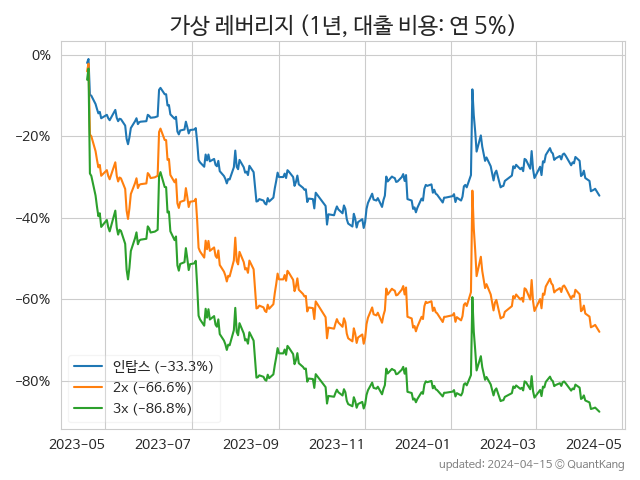 가상 레버리지 (1년, 대출 비용: 연 5%)
0%
−20%
−40%
−60%
−80%
인탑스 (−33.3%)
2x (−66.6%)
3x (−86.8%)
2023-05 2023-07 2023-09 2023-11 2024-01 2024-03 2024-05
updated: 2024-04-15 © QuantKang